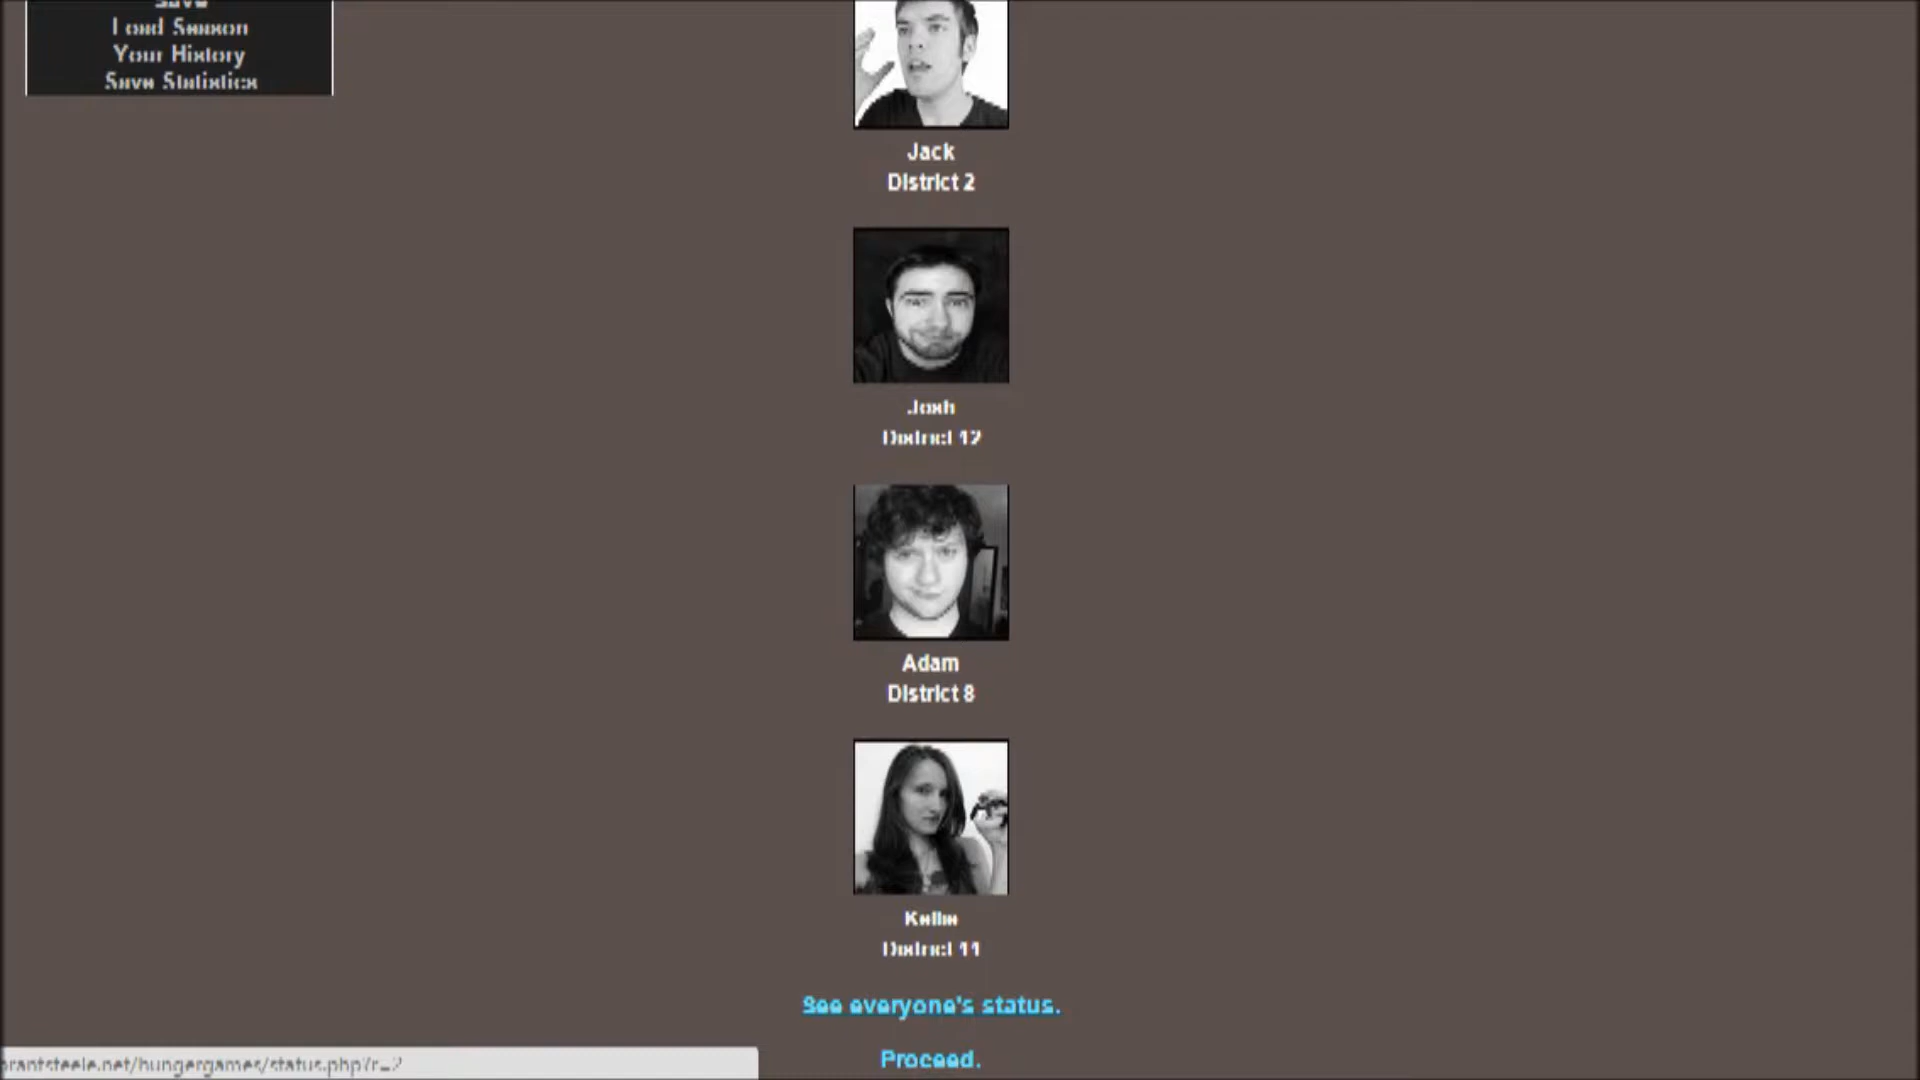 Save
Load Season
Your History
Save Statistics
Jack
District 2
Josh
District 12
Adam
District 8
Kellie
District 11
See everyone's status.
Proceed.
brantsteele.net/hungergames/status.php?r=2